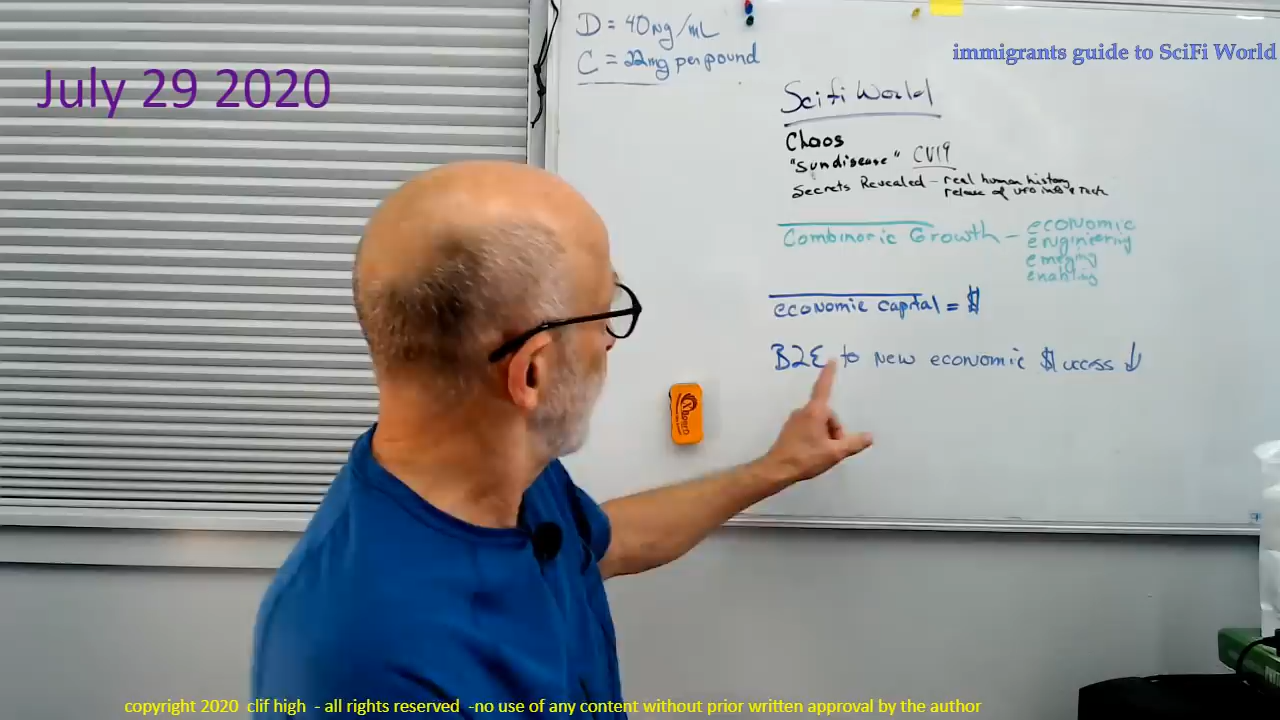 July 29 2020
D = 40ng/mL
C = 22mg per pound
immigrants guide to SciFi World
Scifi World
Chaos
"Sundisease" CV19
Secrets Revealed - real human history
release of UFO info & Tech
Combinoric Growth - economic
engineering
emerging
enabling
economic capital = $
B2E to New economic $uccess ↓
copyright 2020 clif high - all rights reserved -no use of any content without prior written approval by the author